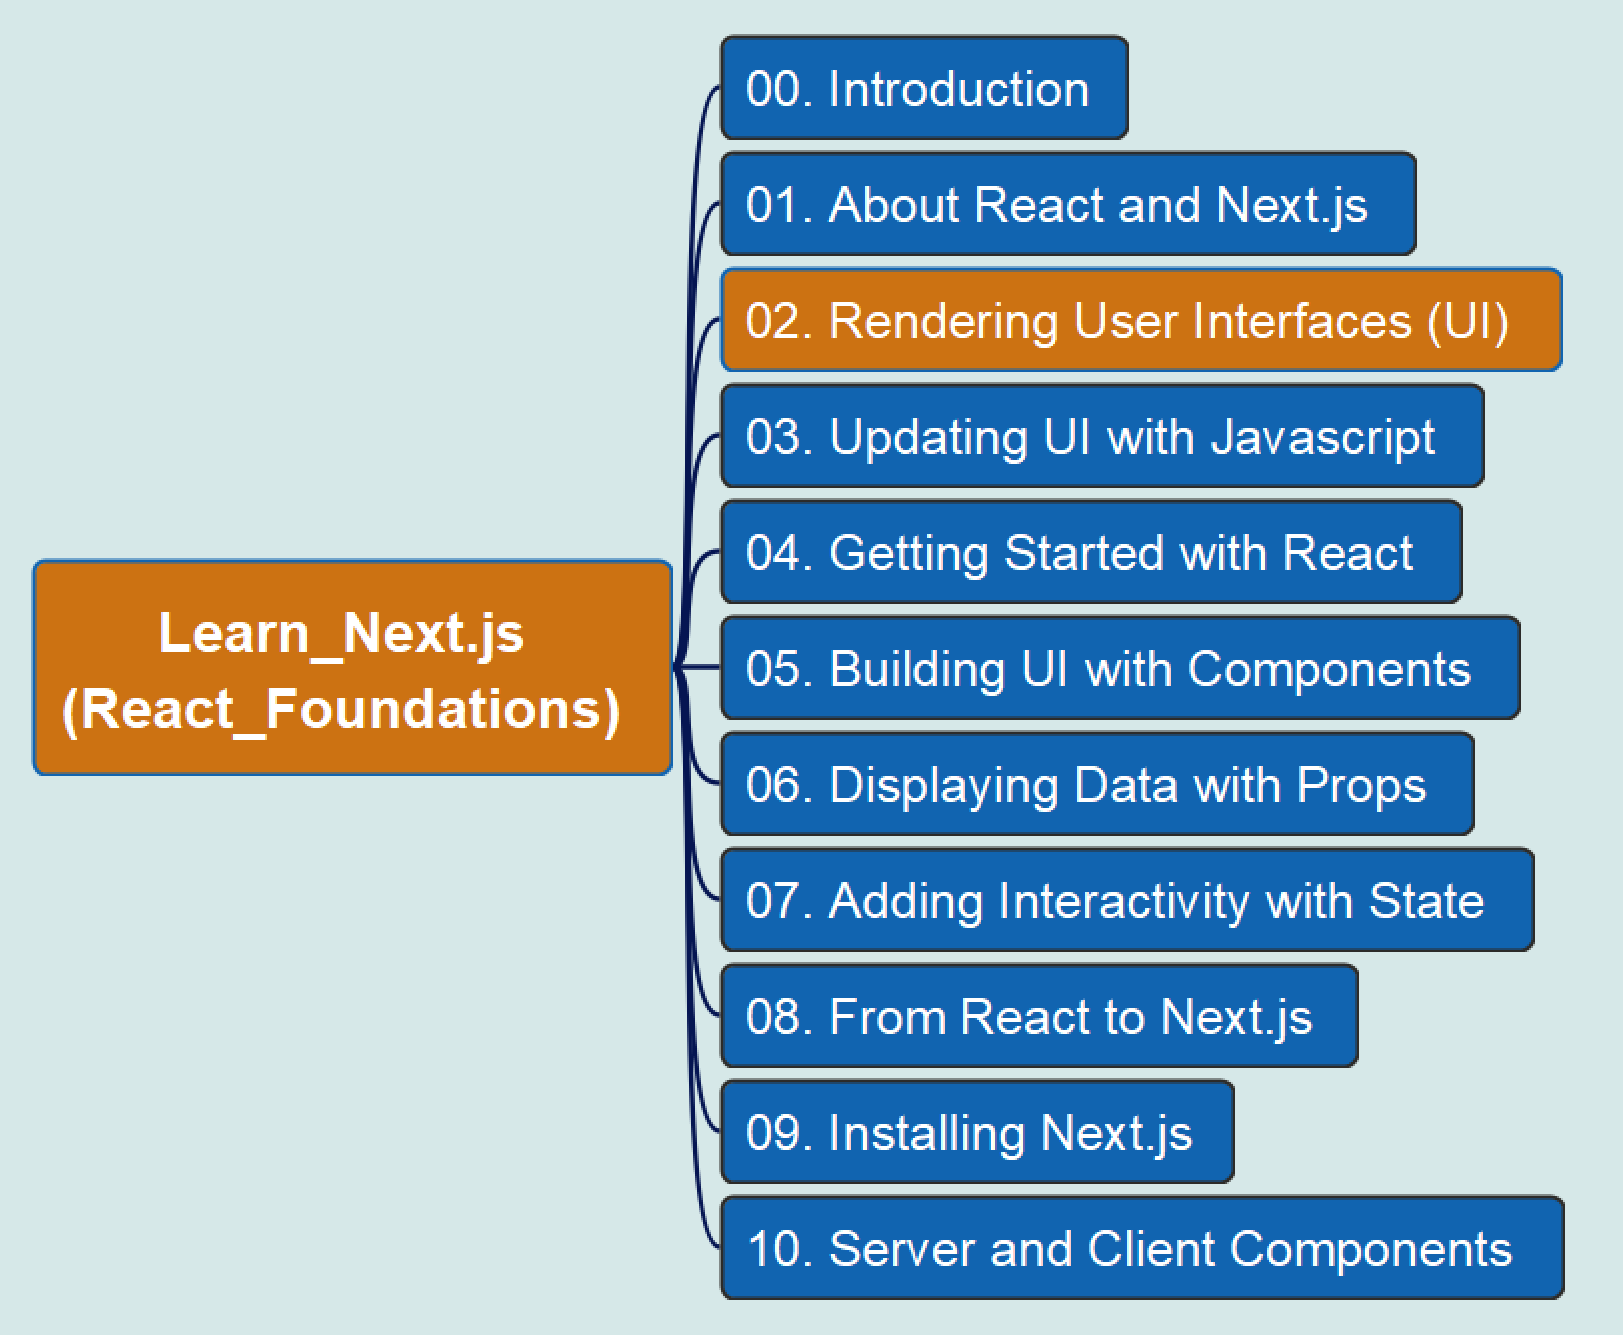 00. Introduction
01. About React and Next.js
02. Rendering User Interfaces (UI)
03. Updating UI with Javascript
04. Getting Started with React
Learn_Next.js
(React_Foundations)
05. Building UI with Components
06. Displaying Data with Props
07. Adding Interactivity with State
08. From React to Next.js
09. Installing Next.js
10. Server and Client Components